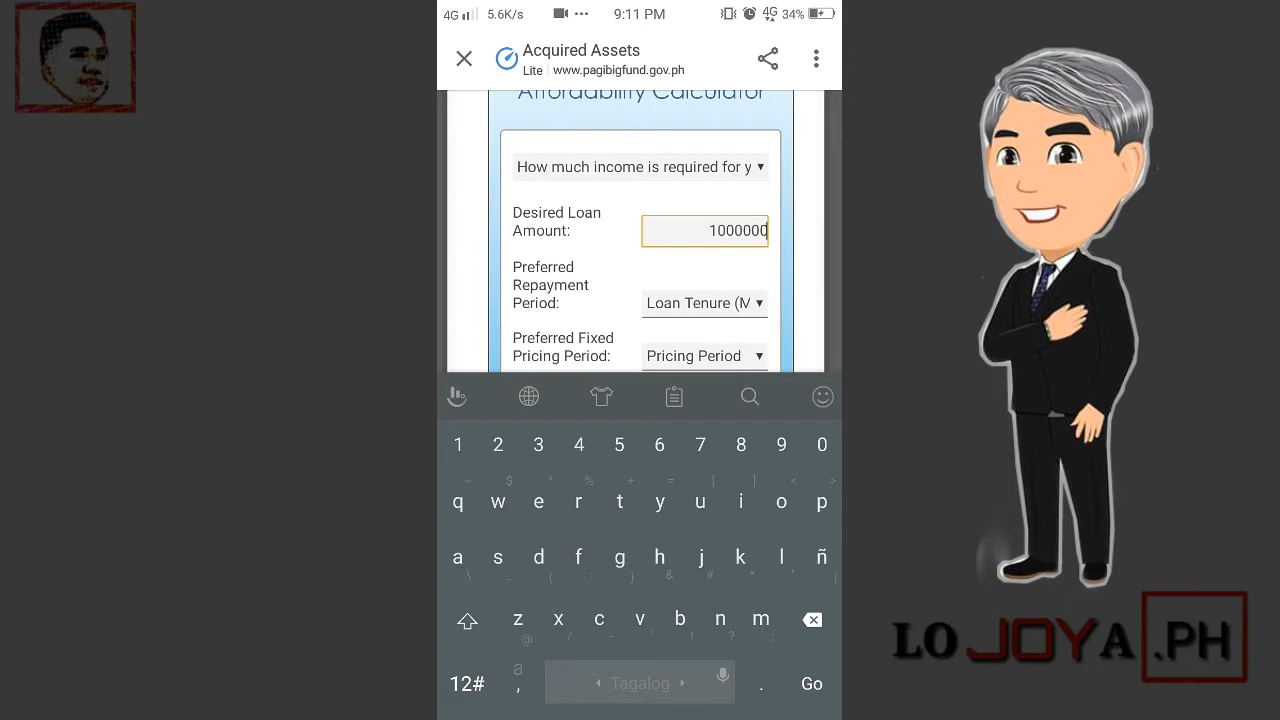 4G 5.6K/s 9:11 PM 4G 34%
Acquired Assets
Lite www.pagibigfund.gov.ph
Affordability Calculator
How much income is required for y
Desired Loan
Amount:
1000000
Preferred
Repayment
Period:
Loan Tenure (M
Preferred Fixed
Pricing Period:
Pricing Period
1 2 3 4 5 6 7 8 9 0
~ $ ^ % + = [ ] < >
q w e r t y u i o p
a s d f g h j k l ñ
\ _ ( : ) & # * ' |
z x c v b n m
@ / - ' ! ? ;
12# a , Tagalog . Go
LOJOYA.PH